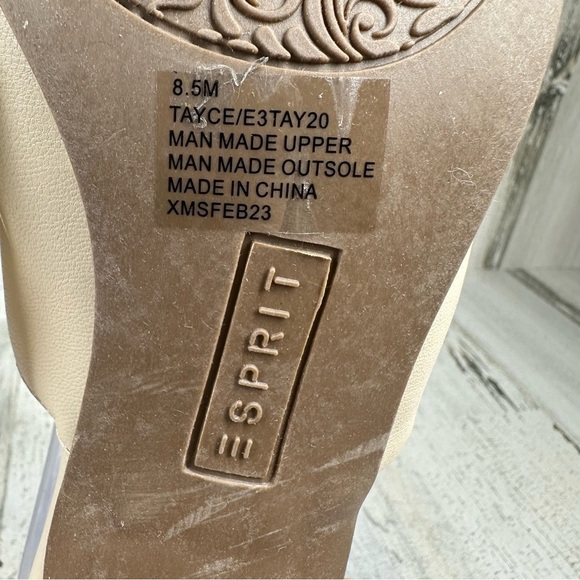 8.5M
TAYCE/E3TAY20
MAN MADE UPPER
MAN MADE OUTSOLE
MADE IN CHINA
XMSFEB23
ESPRIT